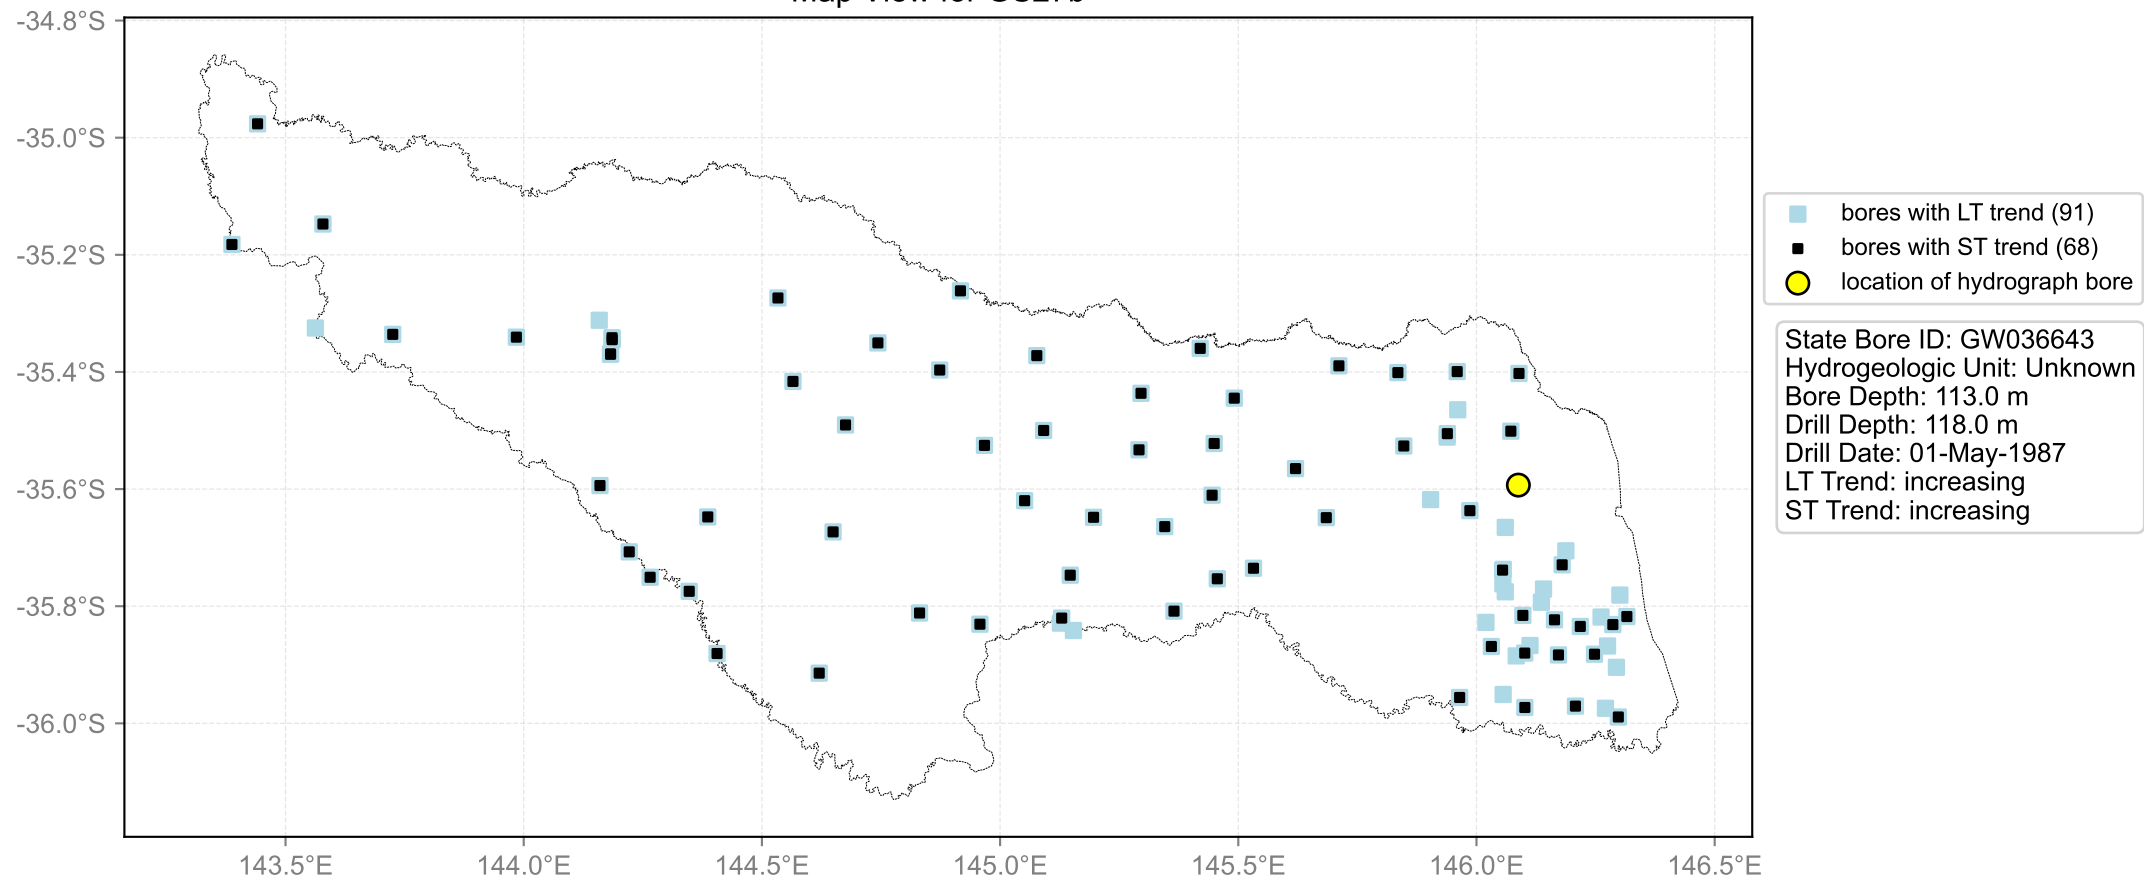 -34.8°S
-35.0°S
-35.2°S
-35.4°S
-35.6°S
-35.8°S
-36.0°S
143.5°E
144.0°E
144.5°E
145.0°E
145.5°E
146.0°E
146.5°E
bores with LT trend (91)
bores with ST trend (68)
location of hydrograph bore
State Bore ID: GW036643
Hydrogeologic Unit: Unknown
Bore Depth: 113.0 m
Drill Depth: 118.0 m
Drill Date: 01-May-1987
LT Trend: increasing
ST Trend: increasing